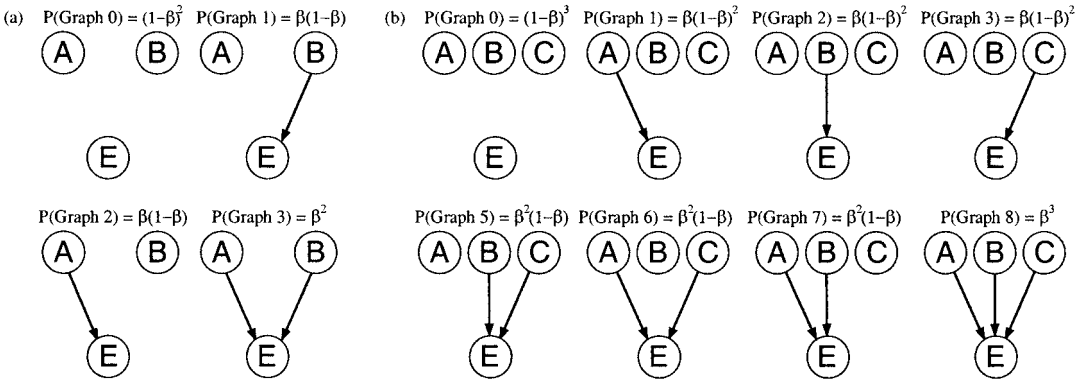 (a) P(Graph 0) = (1-β)² P(Graph 1) = β(1-β)
A B A B
E E
P(Graph 2) = β(1-β) P(Graph 3) = β²
A B A B
E E
(b) P(Graph 0) = (1-β)³ P(Graph 1) = β(1-β)² P(Graph 2) = β(1-β)² P(Graph 3) = β(1-β)²
A B C A B C A B C A B C
E E E E
P(Graph 5) = β²(1-β) P(Graph 6) = β²(1-β) P(Graph 7) = β²(1-β) P(Graph 8) = β³
A B C A B C A B C A B C
E E E E